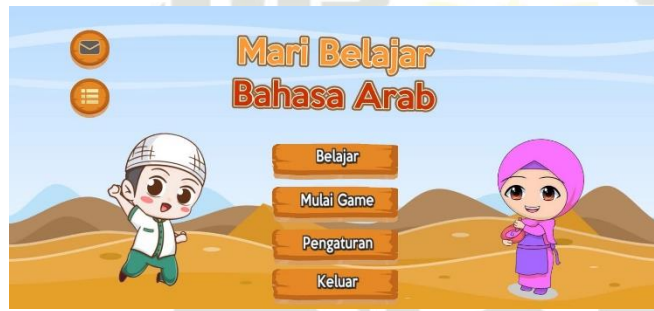 Mari Belajar
Bahasa Arab
Belajar
Mulai Game
Pengaturan
Keluar